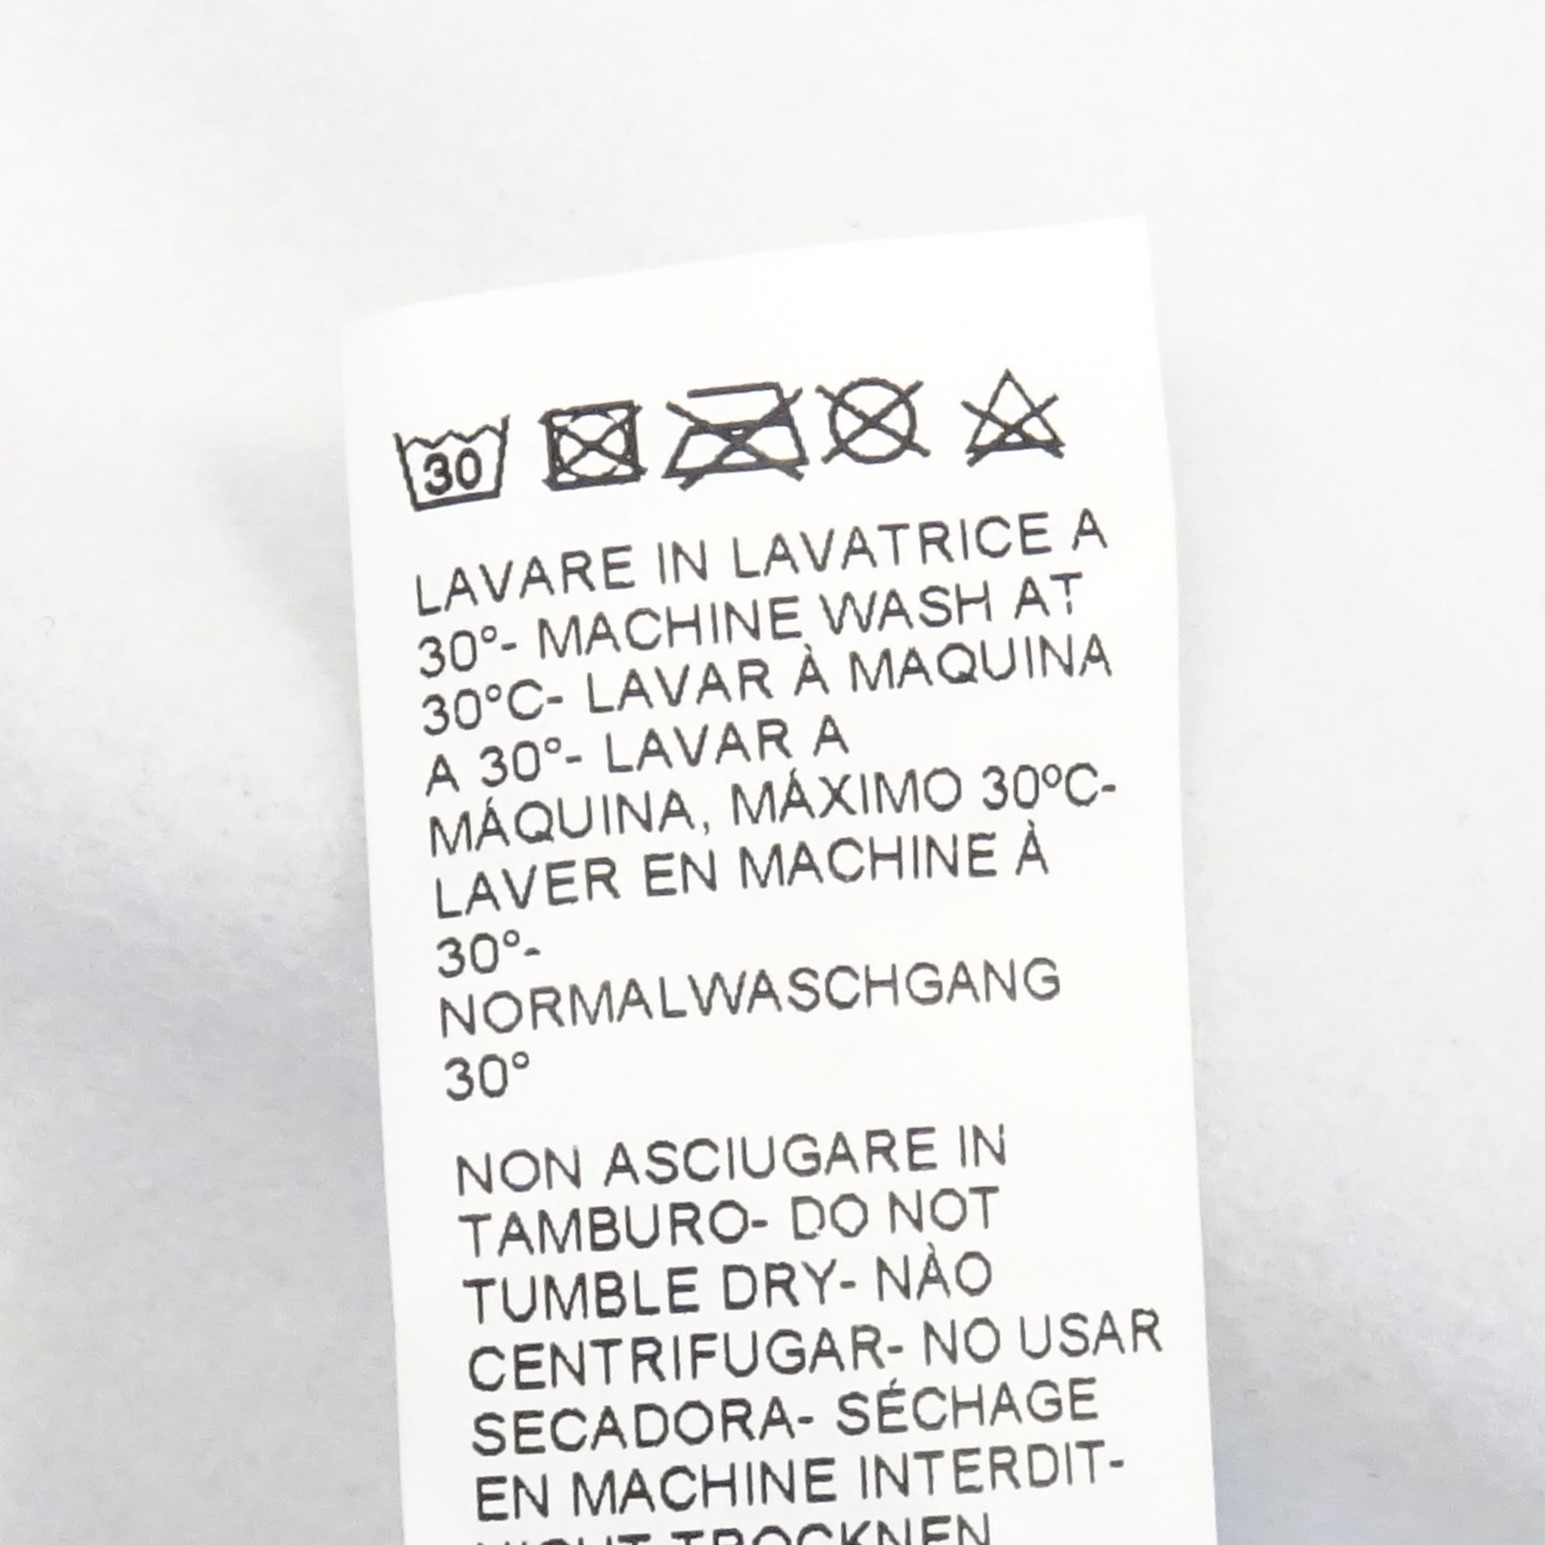 30
LAVARE IN LAVATRICE A
30°- MACHINE WASH AT
30°C- LAVAR À MAQUINA
A 30°- LAVAR A
MÁQUINA, MÁXIMO 30ºC-
LAVER EN MACHINE À
30°-
NORMALWASCHGANG
30°
NON ASCIUGARE IN
TAMBURO- DO NOT
TUMBLE DRY- NÀO
CENTRIFUGAR- NO USAR
SECADORA- SÉCHAGE
EN MACHINE INTERDIT-
NICHT TROCKNEN